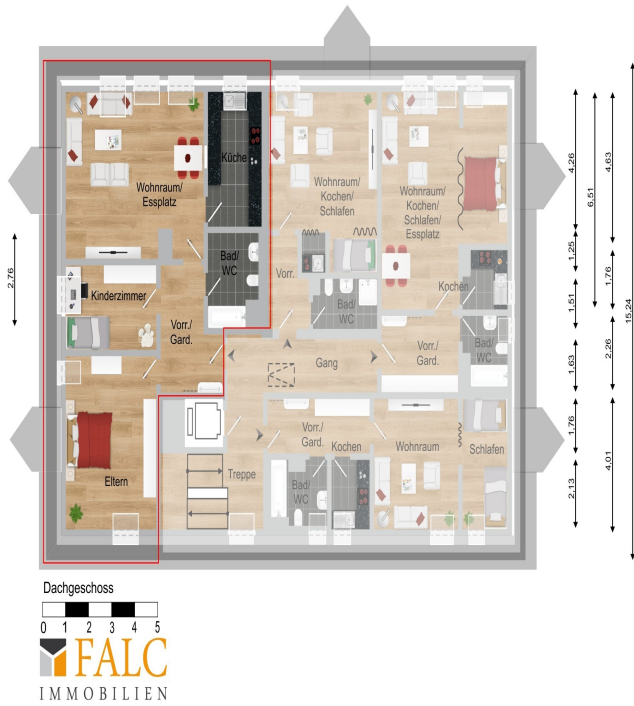 Wohnraum/
Essplatz
Küche
Bad/
WC
Kinderzimmer
Vorr./
Gard.
Eltern
Wohnraum/
Kochen/
Schlafen
Vorr.
Bad/
WC
Wohnraum/
Kochen/
Schlafen/
Essplatz
Kochen
Bad/
WC
Vorr./
Gard.
Gang
Treppe
Vorr./
Gard.
Bad/
WC
Kochen
Wohnraum
Schlafen
2,76
4,26
1,25
1,51
1,63
1,76
2,13
6,51
4,63
1,76
2,26
4,01
15,24
Dachgeschoss
0 1 2 3 4 5
FALC
IMMOBILIEN